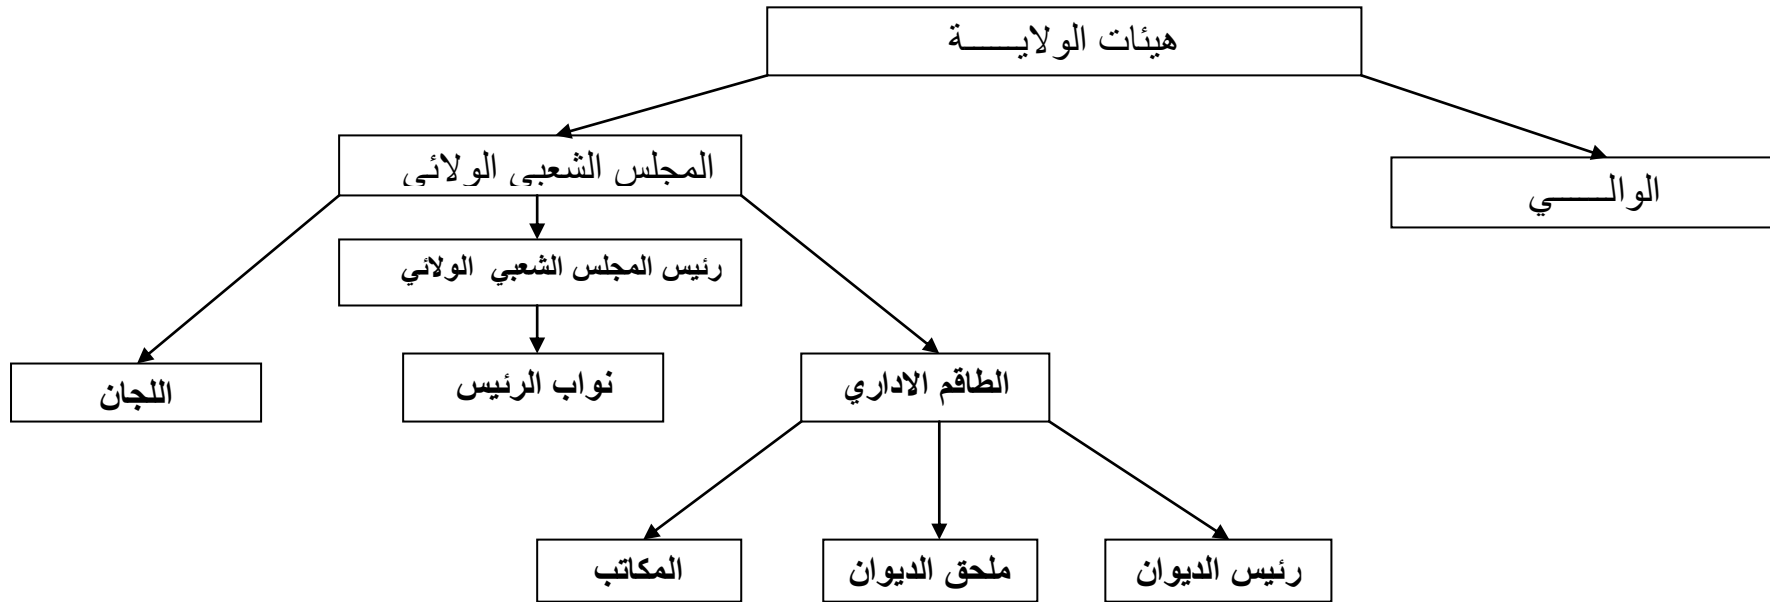 هيئات الولايـــــة
المجلس الشعبي الولائي
الوالـــــي
رئيس المجلس الشعبي الولائي
الطاقم الاداري
نواب الرئيس
اللجان
رئيس الديوان
ملحق الديوان
المكاتب